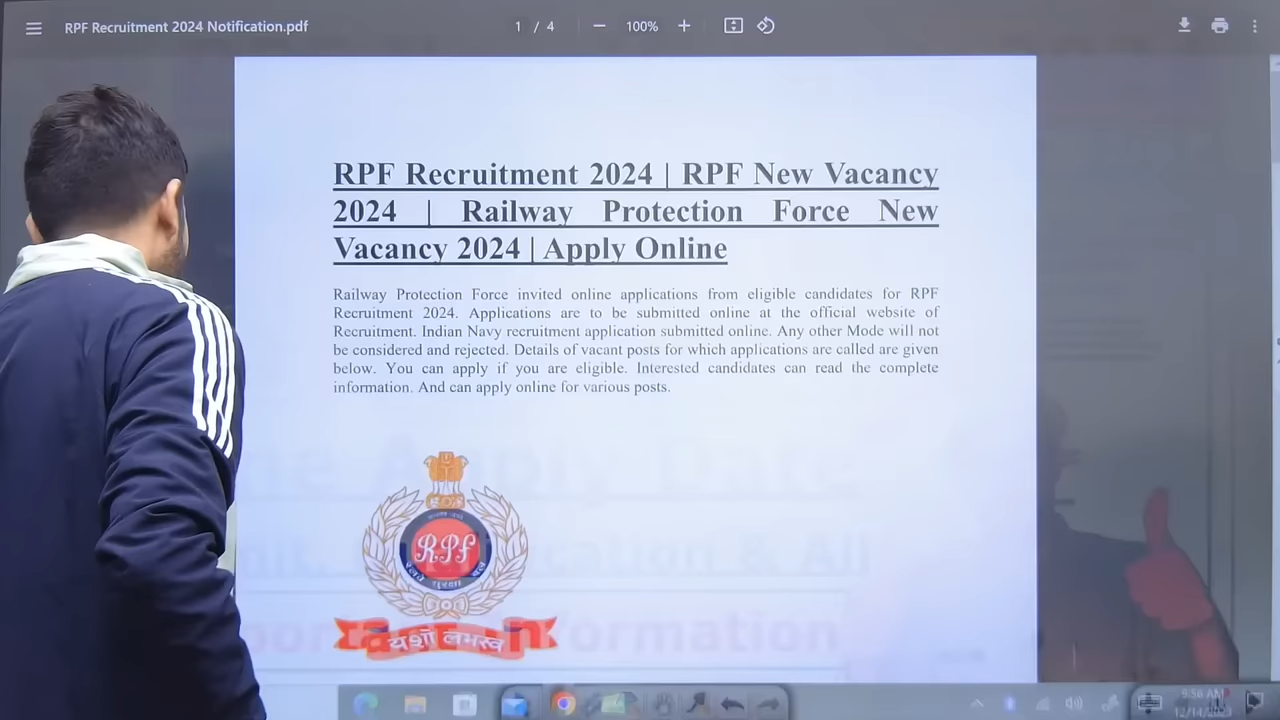 RPF Recruitment 2024 Notification.pdf
1 / 4
100%
RPF Recruitment 2024 | RPF New Vacancy
2024 | Railway Protection Force New
Vacancy 2024 | Apply Online
Railway Protection Force invited online applications from eligible candidates for RPF
Recruitment 2024. Applications are to be submitted online at the official website of
Recruitment. Indian Navy recruitment application submitted online. Any other Mode will not
be considered and rejected. Details of vacant posts for which applications are called are given
below. You can apply if you are eligible. Interested candidates can read the complete
information. And can apply online for various posts.
Apply Date
RPF
यशो लभस्व